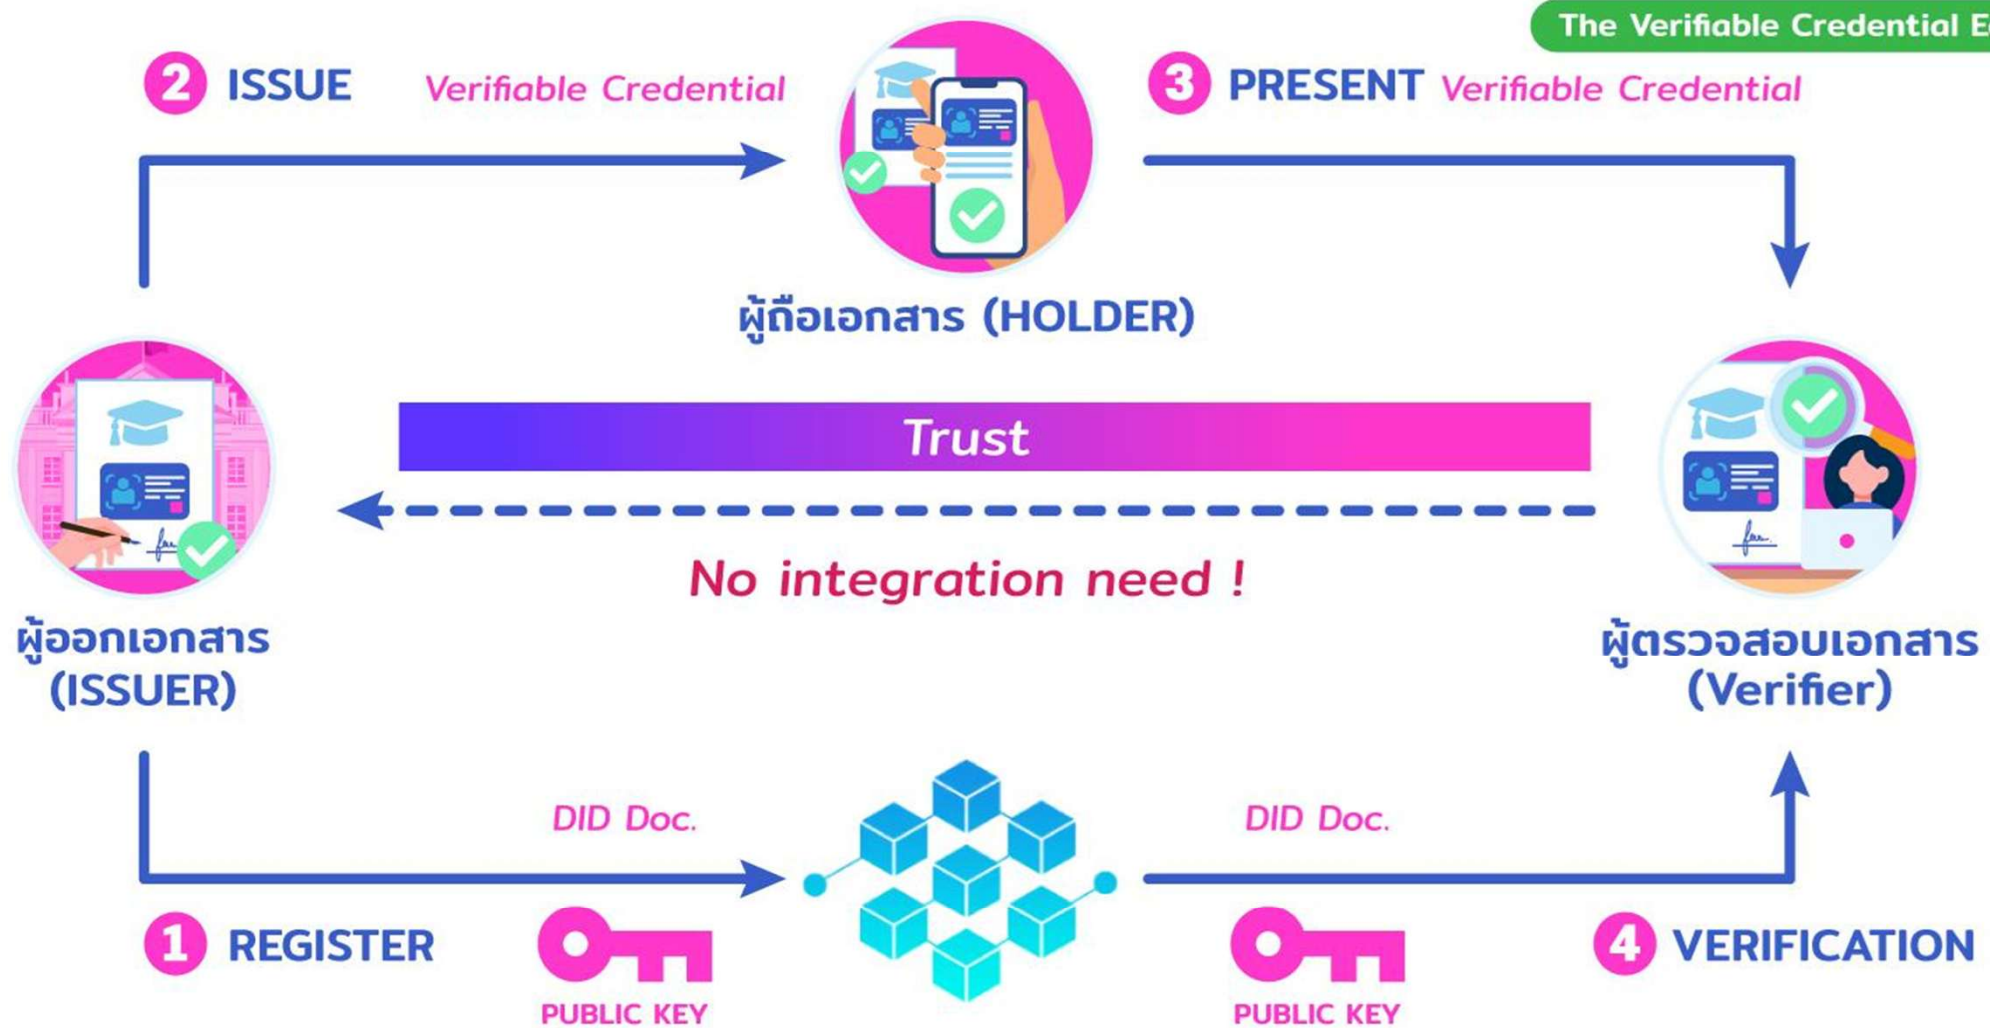 The Verifiable Credential
2 ISSUE Verifiable Credential
3 PRESENT Verifiable Credential
ผู้ถือเอกสาร (HOLDER)
Trust
No integration need !
ผู้ออกเอกสาร
(ISSUER)
ผู้ตรวจสอบเอกสาร
(Verifier)
DID Doc.
DID Doc.
1 REGISTER
4 VERIFICATION
PUBLIC KEY
PUBLIC KEY